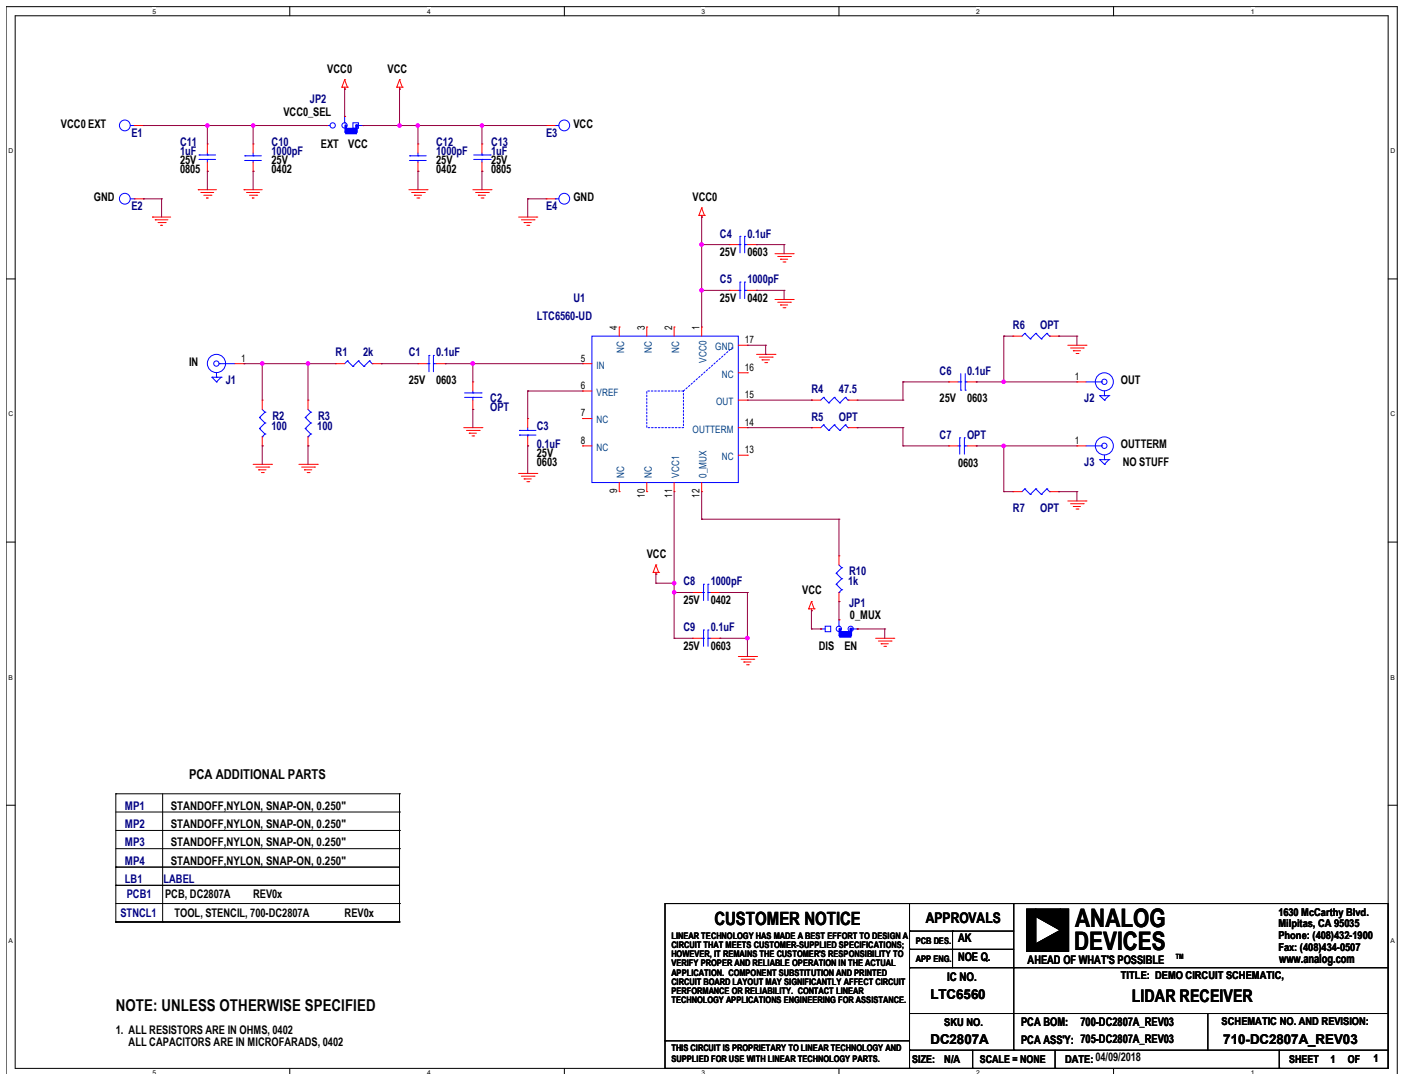 5 4 3 2 1
D
D
C
C
B
B
A
A
VCC0 VCC
JP2
VCC0_SEL
VCC0 EXT
E1
EXT VCC
E3
VCC
C11
1uF
25V
0805
C10
1000pF
25V
0402
C12
1000pF
25V
0402
C13
1uF
25V
0805
GND
E2
E4
GND
VCC0
C4 0.1uF
25V 0603
C5 1000pF
25V 0402
U1
LTC6560-UD
4 3 2 1
NC NC NC VCC0
IN
1
J1
R1 2k
C1 0.1uF
25V 0603
R2
100
R3
100
C2
OPT
C3
0.1uF
25V
0603
5 IN
6 VREF
7 NC
8 NC
GND 17
NC 16
OUT 15
OUTTERM 14
NC 13
NC NC VCC1 0_MUX
9 10 11 12
R4 47.5
R5 OPT
C6 0.1uF
25V 0603
C7 OPT
0603
R6 OPT
R7 OPT
1
J2
OUT
1
J3
OUTTERM
NO STUFF
VCC
C8 1000pF
25V 0402
C9 0.1uF
25V 0603
R10
1k
VCC
JP1
0_MUX
DIS EN
PCA ADDITIONAL PARTS
MP1 STANDOFF,NYLON, SNAP-ON, 0.250"
MP2 STANDOFF,NYLON, SNAP-ON, 0.250"
MP3 STANDOFF,NYLON, SNAP-ON, 0.250"
MP4 STANDOFF,NYLON, SNAP-ON, 0.250"
LB1 LABEL
PCB1 PCB, DC2807A REV0x
STNCL1 TOOL, STENCIL, 700-DC2807A REV0x
NOTE: UNLESS OTHERWISE SPECIFIED
1. ALL RESISTORS ARE IN OHMS, 0402
ALL CAPACITORS ARE IN MICROFARADS, 0402
CUSTOMER NOTICE
LINEAR TECHNOLOGY HAS MADE A BEST EFFORT TO DESIGN A
CIRCUIT THAT MEETS CUSTOMER-SUPPLIED SPECIFICATIONS;
HOWEVER, IT REMAINS THE CUSTOMER'S RESPONSIBILITY TO
VERIFY PROPER AND RELIABLE OPERATION IN THE ACTUAL
APPLICATION. COMPONENT SUBSTITUTION AND PRINTED
CIRCUIT BOARD LAYOUT MAY SIGNIFICANTLY AFFECT CIRCUIT
PERFORMANCE OR RELIABILITY. CONTACT LINEAR
TECHNOLOGY APPLICATIONS ENGINEERING FOR ASSISTANCE.
THIS CIRCUIT IS PROPRIETARY TO LINEAR TECHNOLOGY AND
SUPPLIED FOR USE WITH LINEAR TECHNOLOGY PARTS.
APPROVALS
PCB DES. AK
APP ENG. NOE Q.
IC NO.
LTC6560
SKU NO.
DC2807A
SIZE: N/A
SCALE = NONE
ANALOG
DEVICES
AHEAD OF WHAT'S POSSIBLE TM
1630 McCarthy Blvd.
Milpitas, CA 95035
Phone: (408)432-1900
Fax: (408)434-0507
www.analog.com
TITLE: DEMO CIRCUIT SCHEMATIC,
LIDAR RECEIVER
PCA BOM: 700-DC2807A_REV03
PCA ASS'Y: 705-DC2807A_REV03
SCHEMATIC NO. AND REVISION:
710-DC2807A_REV03
DATE: 04/09/2018
SHEET 1 OF 1
5 4 3 2 1